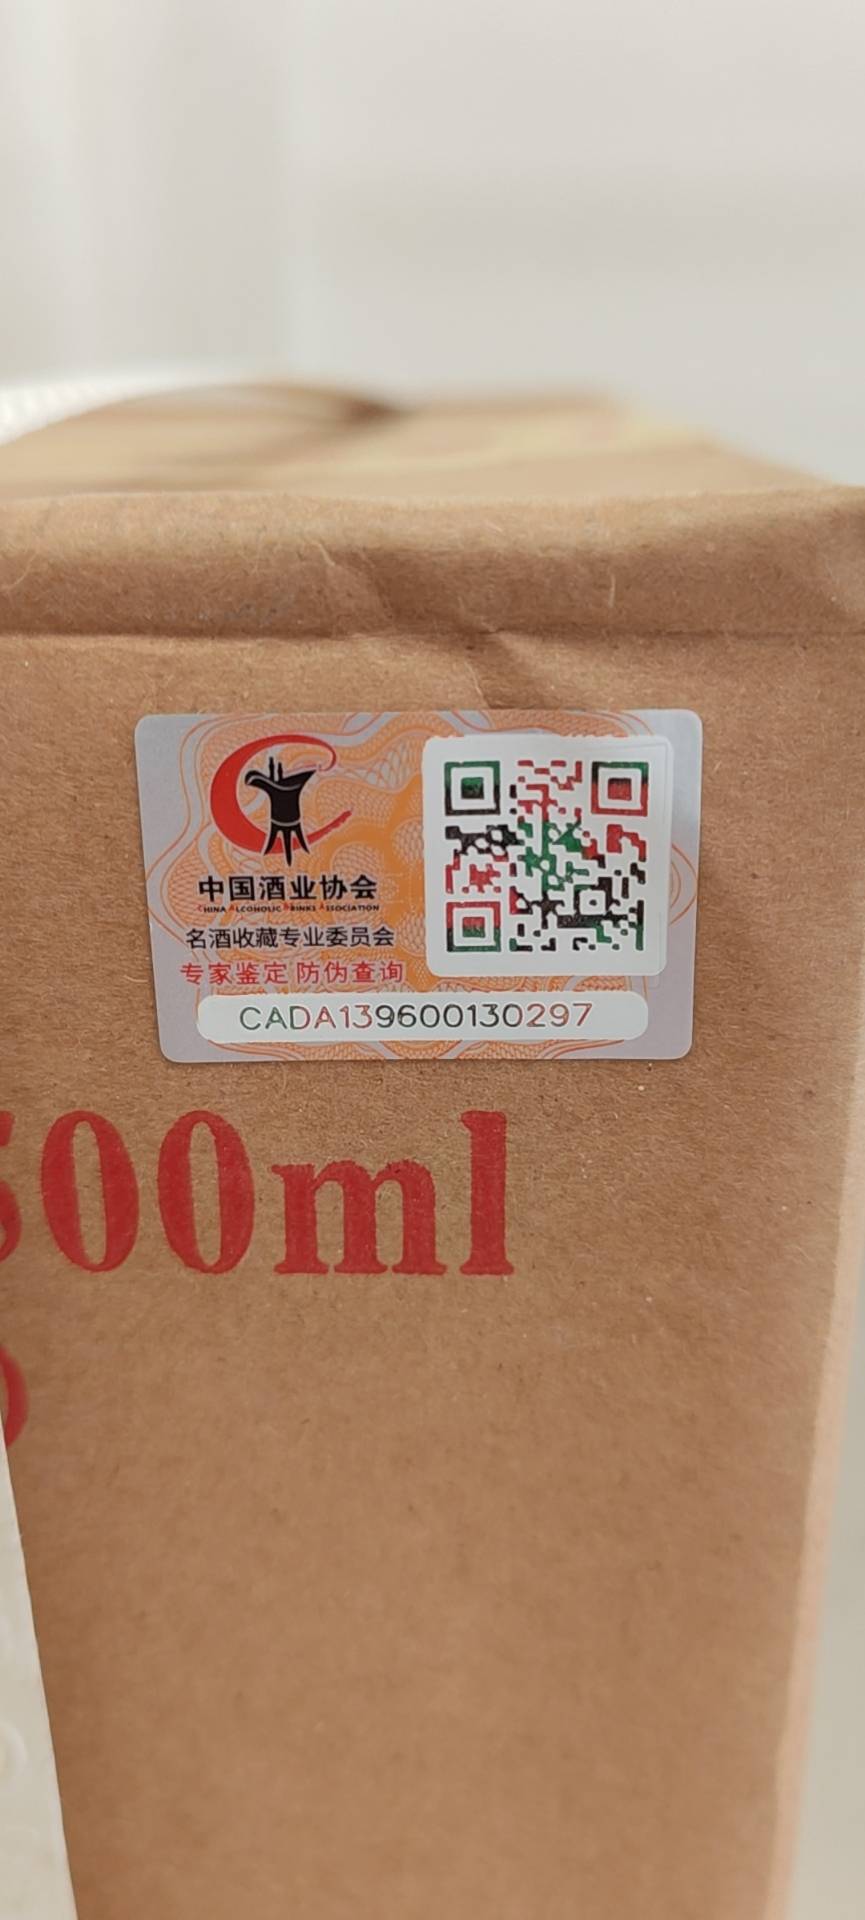 中国酒业协会
CHINA ALCOHOLIC DRINKS ASSOCIATION
名酒收藏专业委员会
专家鉴定 防伪查询
CADA139600130297
500ml